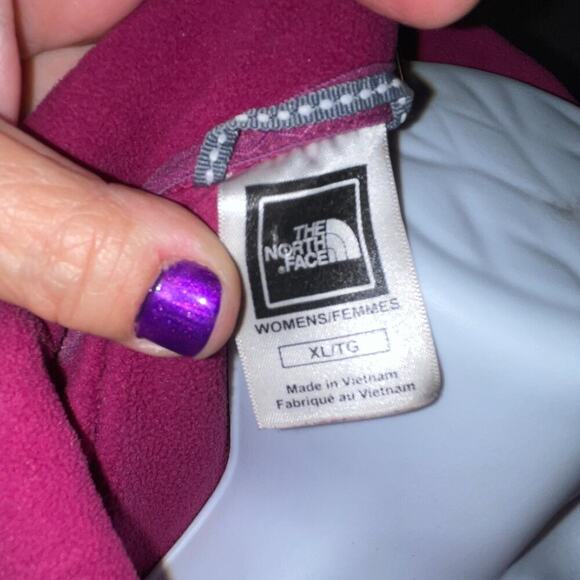 THE
NORTH
FACE
WOMENS/FEMMES
XL/TG
Made in Vietnam
Fabriqué au Vietnam